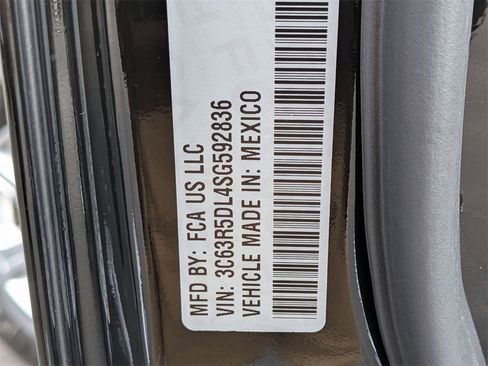 MFD BY: FCA US LLC
VIN: 3C63R5DL4SG592836
VEHICLE MADE IN: MEXICO